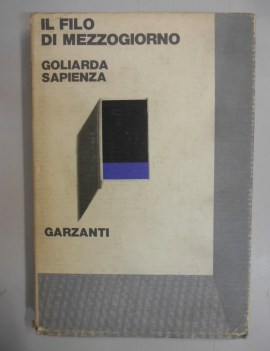 IL FILO
DI MEZZOGIORNO
GOLIARDA
SAPIENZA
GARZANTI